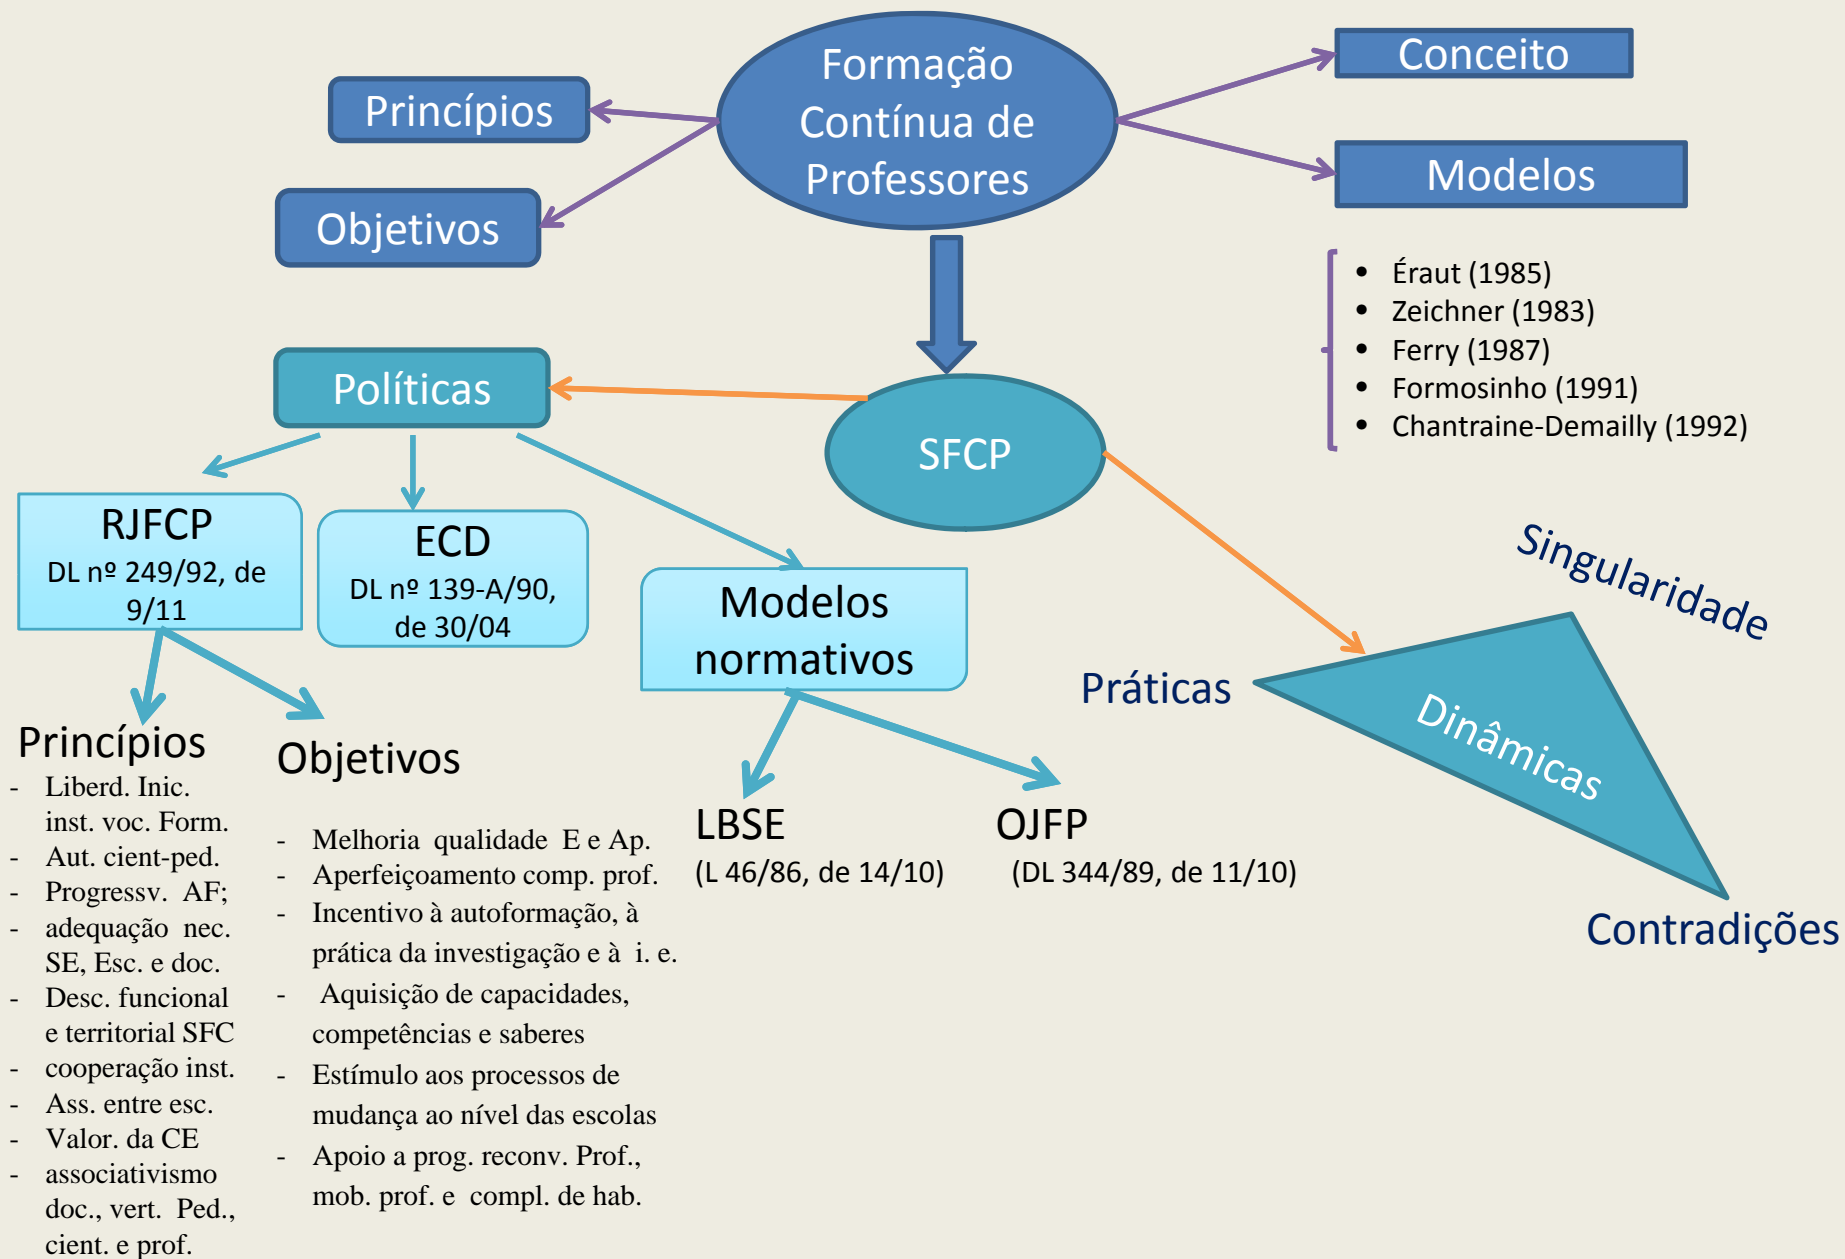 Formação
Contínua de
Professores
Princípios
Objetivos
Conceito
Modelos
• Éraut (1985)
• Zeichner (1983)
• Ferry (1987)
• Formosinho (1991)
• Chantraine-Demailly (1992)
SFCP
Políticas
RJFCP
DL nº 249/92, de
9/11
ECD
DL nº 139-A/90,
de 30/04
Modelos
normativos
Singularidade
Práticas
Dinâmicas
Contradições
Princípios
- Liberd. Inic.
inst. voc. Form.
- Aut. cient-ped.
- Progressv. AF;
- adequação nec.
SE, Esc. e doc.
- Desc. funcional
e territorial SFC
- cooperação inst.
- Ass. entre esc.
- Valor. da CE
- associativismo
doc., vert. Ped.,
cient. e prof.
Objetivos
- Melhoria qualidade E e Ap.
- Aperfeiçoamento comp. prof.
- Incentivo à autoformação, à
prática da investigação e à i. e.
- Aquisição de capacidades,
competências e saberes
- Estímulo aos processos de
mudança ao nível das escolas
- Apoio a prog. reconv. Prof.,
mob. prof. e compl. de hab.
LBSE
(L 46/86, de 14/10)
OJFP
(DL 344/89, de 11/10)